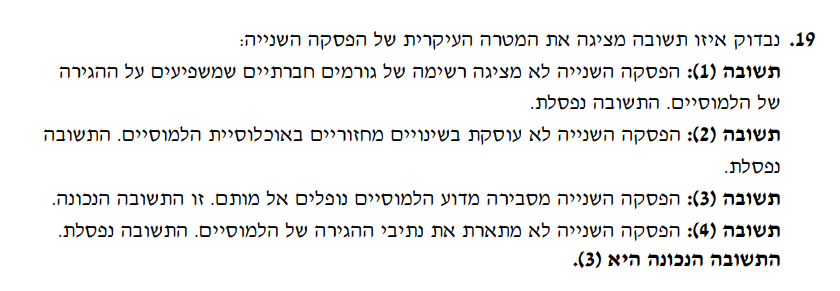 19. נבדוק איזו תשובה מציגה את המטרה העיקרית של הפסקה השנייה:
תשובה (1): הפסקה השנייה לא מציגה רשימה של גורמים חברתיים שמשפיעים על ההגירה
של הלמוסיים. התשובה נפסלת.
תשובה (2): הפסקה השנייה לא עוסקת בשינויים מחזוריים באוכלוסיית הלמוסיים. התשובה
נפסלת.
תשובה (3): הפסקה השנייה מסבירה מדוע הלמוסיים נופלים אל מותם. זו התשובה הנכונה.
תשובה (4): הפסקה השנייה לא מתארת את נתיבי ההגירה של הלמוסיים. התשובה נפסלת.
התשובה הנכונה היא (3).